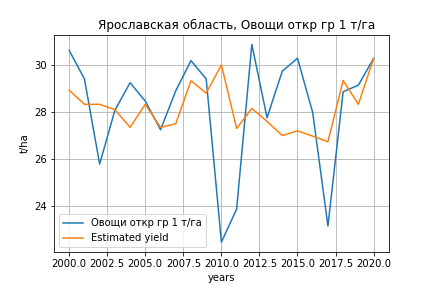 Ярославская область, Овощи откр гр 1 т/га
t/ha
30
28
26
24
Овощи откр гр 1 т/га
Estimated yield
2000.0 2002.5 2005.0 2007.5 2010.0 2012.5 2015.0 2017.5 2020.0
years